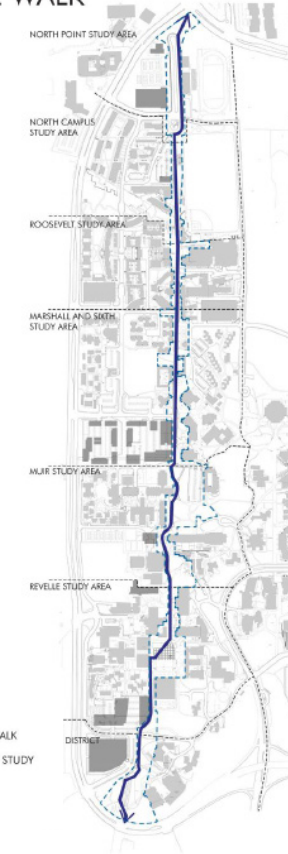 WALK
NORTH POINT STUDY AREA
NORTH CAMPUS
STUDY AREA
ROOSEVELT STUDY AREA
MARSHALL AND SIXTH
STUDY AREA
MUIR STUDY AREA
REVELLE STUDY AREA
ALK
DISTRICT
STUDY